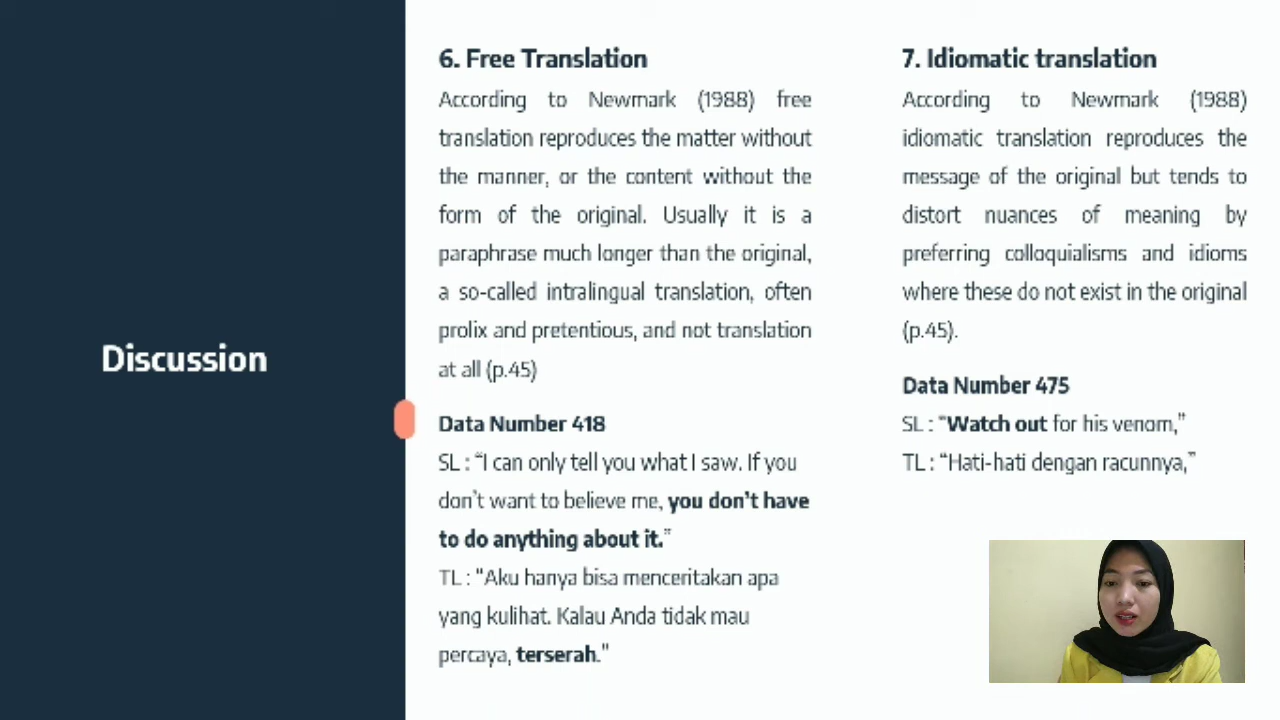 Discussion
6. Free Translation
According to Newmark (1988) free
translation reproduces the matter without
the manner, or the content without the
form of the original. Usually it is a
paraphrase much longer than the original,
a so-called intralingual translation, often
prolix and pretentious, and not translation
at all (p.45)
Data Number 418
SL : “I can only tell you what I saw. If you
don’t want to believe me, you don’t have
to do anything about it.”
TL : “Aku hanya bisa menceritakan apa
yang kulihat. Kalau Anda tidak mau
percaya, terserah.”
7. Idiomatic translation
According to Newmark (1988)
idiomatic translation reproduces the
message of the original but tends to
distort nuances of meaning by
preferring colloquialisms and idioms
where these do not exist in the original
(p.45).
Data Number 475
SL : “Watch out for his venom,”
TL : “Hati-hati dengan racunnya,”